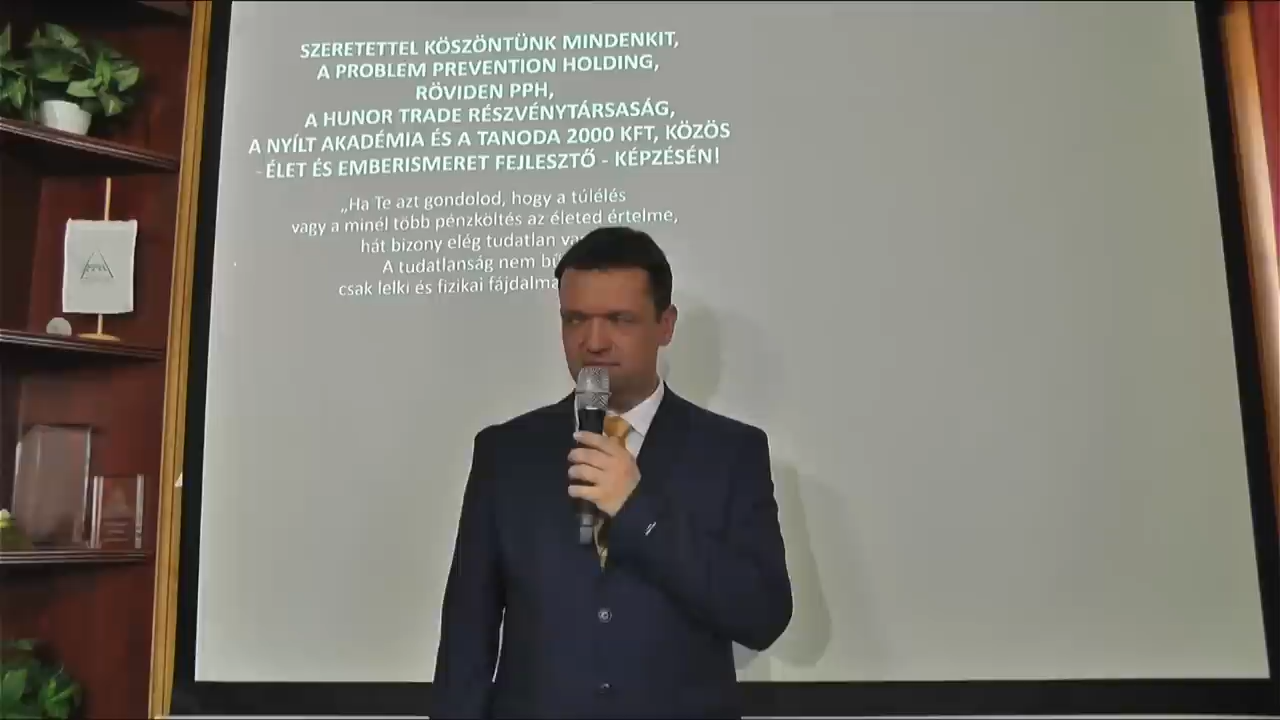 SZERETETTEL KÖSZÖNTÜNK MINDENKIT,
A PROBLEM PREVENTION HOLDING,
RÖVIDEN PPH,
A HUNOR TRADE RÉSZVÉNYTÁRSASÁG,
A NYÍLT AKADÉMIA ÉS A TANODA 2000 KFT, KÖZÖS
- ÉLET ÉS EMBERISMERET FEJLESZTŐ - KÉPZÉSÉN!
„Ha Te azt gondolod, hogy a túlélés
vagy a minél több pénzköltés az életed értelme,
hát bizony elég tudatlan
A tudatlanság nem
csak lelki és fizikai